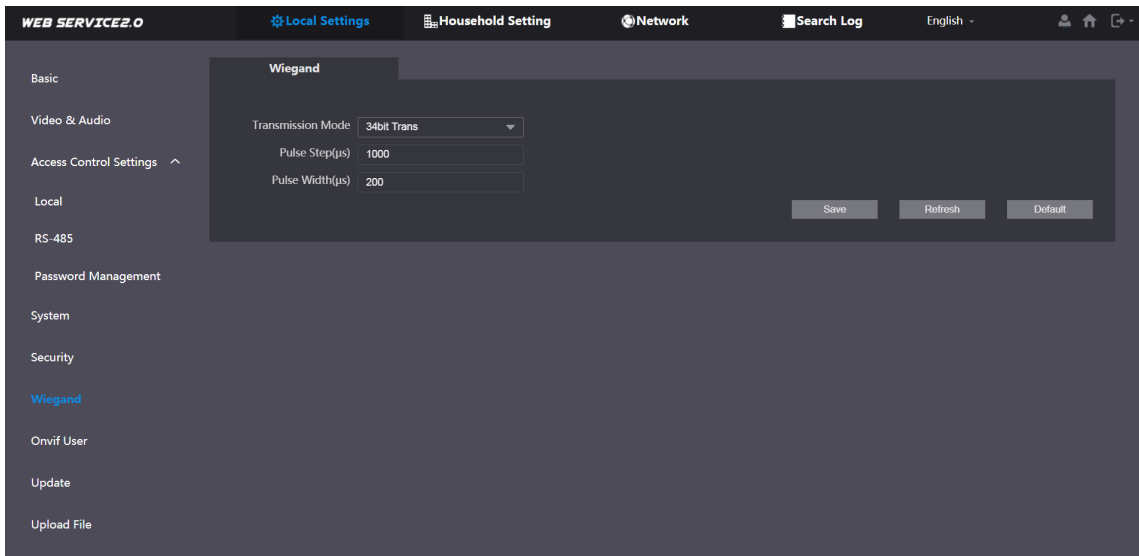 WEB SERVICE2.0
Local Settings
Household Setting
Network
Search Log
English
Basic
Video & Audio
Access Control Settings
Local
RS-485
Password Management
System
Security
Wiegand
Onvif User
Update
Upload File
Wiegand
Transmission Mode 34bit Trans
Pulse Step(μs) 1000
Pulse Width(μs) 200
Save Refresh Default